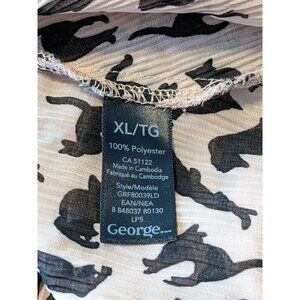 XL/TG
100% Polyester
CA 51122
Made in Cambodia
Fabriqué au Cambodge
Style/Modèle
GRF80039LD
EAN/NEA
8 848037 80130
LP5
George.